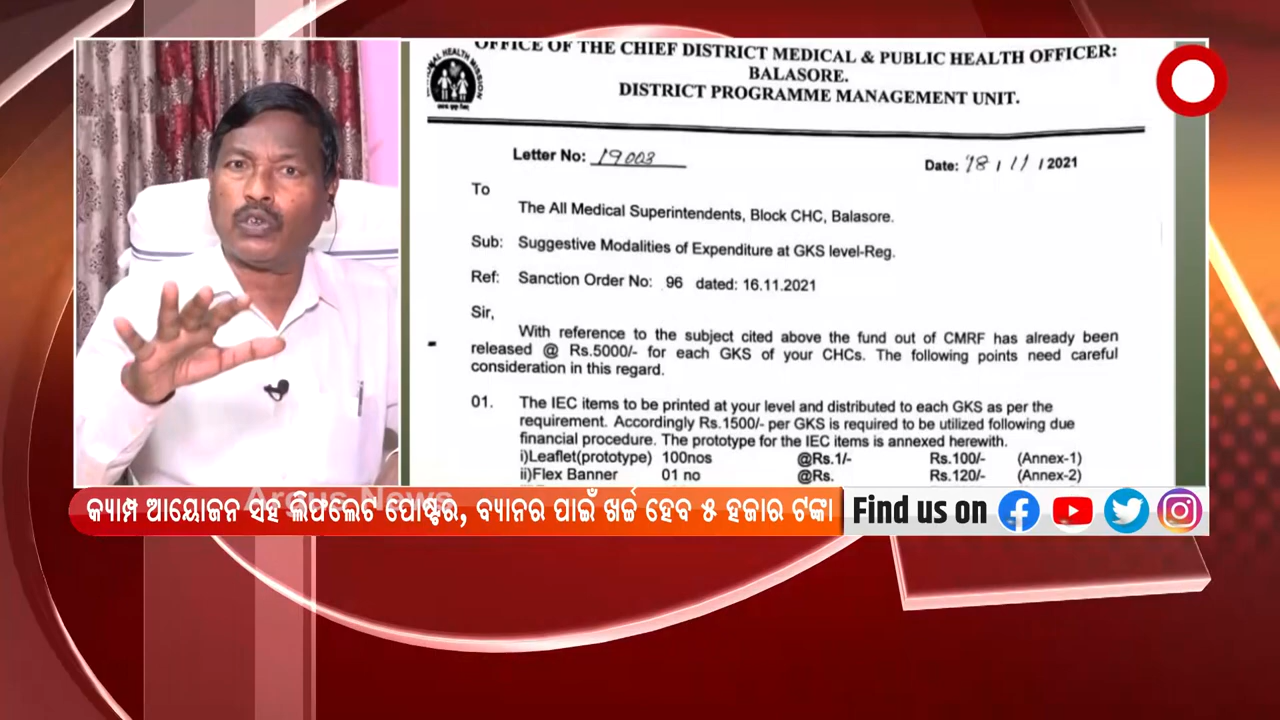 OFFICE OF THE CHIEF DISTRICT MEDICAL & PUBLIC HEALTH OFFICER:
BALASORE.
DISTRICT PROGRAMME MANAGEMENT UNIT.
Letter No: 19003
Date: 18/11/2021
To
The All Medical Superintendents, Block CHC, Balasore.
Sub: Suggestive Modalities of Expenditure at GKS level-Reg.
Ref: Sanction Order No: 96 dated: 16.11.2021
Sir,
With reference to the subject cited above the fund out of CMRF has already been
released @ Rs.5000/- for each GKS of your CHCs. The following points need careful
consideration in this regard.
01. The IEC items to be printed at your level and distributed to each GKS as per the
requirement. Accordingly Rs.1500/- per GKS is required to be utilized following due
financial procedure. The prototype for the IEC items is annexed herewith.
i)Leaflet(prototype) 100nos @Rs.1/- Rs.100/- (Annex-1)
ii)Flex Banner 01 no @Rs. Rs.120/- (Annex-2)
Argus News
କ୍ୟାମ୍ପ ଆୟୋଜନ ସହ ଲିଫଲେଟ ପୋଷ୍ଟର, ବ୍ୟାନର ପାଇଁ ଖର୍ଚ୍ଚ ହେବ ୫ ହଜାର ଟଙ୍କା
Find us on